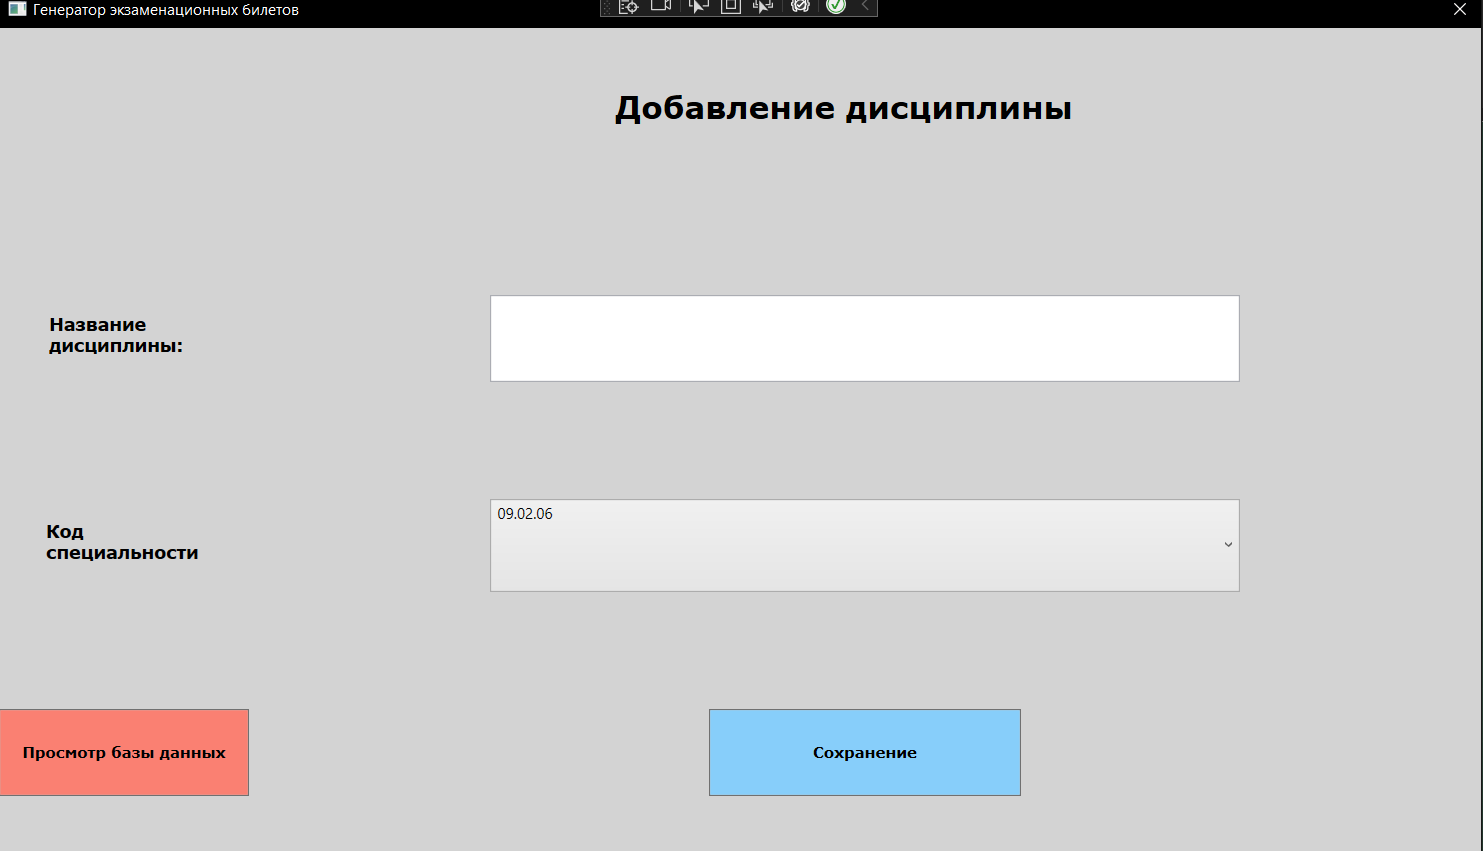 Генератор экзаменационных билетов
Добавление дисциплины
Название
дисциплины:
Код
специальности
09.02.06
Просмотр базы данных
Сохранение